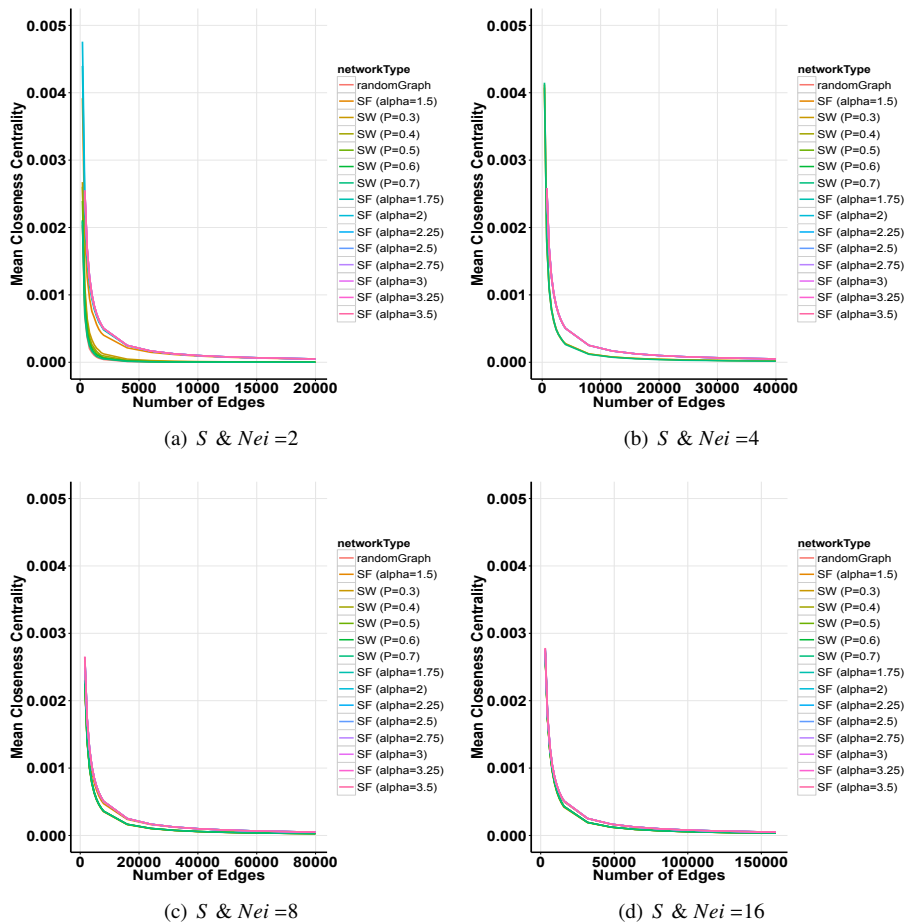 0.005
0.004
0.003
0.002
0.001
0.000
Mean Closeness Centrality
0 5000 10000 15000 20000
Number of Edges
networkType
randomGraph
SF (alpha=1.5)
SW (P=0.3)
SW (P=0.4)
SW (P=0.5)
SW (P=0.6)
SW (P=0.7)
SF (alpha=1.75)
SF (alpha=2)
SF (alpha=2.25)
SF (alpha=2.5)
SF (alpha=2.75)
SF (alpha=3)
SF (alpha=3.25)
SF (alpha=3.5)
(a) S & Nei =2
0.005
0.004
0.003
0.002
0.001
0.000
Mean Closeness Centrality
0 10000 20000 30000 40000
Number of Edges
networkType
randomGraph
SF (alpha=1.5)
SW (P=0.3)
SW (P=0.4)
SW (P=0.5)
SW (P=0.6)
SW (P=0.7)
SF (alpha=1.75)
SF (alpha=2)
SF (alpha=2.25)
SF (alpha=2.5)
SF (alpha=2.75)
SF (alpha=3)
SF (alpha=3.25)
SF (alpha=3.5)
(b) S & Nei =4
0.005
0.004
0.003
0.002
0.001
0.000
Mean Closeness Centrality
0 20000 40000 60000 80000
Number of Edges
networkType
randomGraph
SF (alpha=1.5)
SW (P=0.3)
SW (P=0.4)
SW (P=0.5)
SW (P=0.6)
SW (P=0.7)
SF (alpha=1.75)
SF (alpha=2)
SF (alpha=2.25)
SF (alpha=2.5)
SF (alpha=2.75)
SF (alpha=3)
SF (alpha=3.25)
SF (alpha=3.5)
(c) S & Nei =8
0.005
0.004
0.003
0.002
0.001
0.000
Mean Closeness Centrality
0 50000 100000 150000
Number of Edges
networkType
randomGraph
SF (alpha=1.5)
SW (P=0.3)
SW (P=0.4)
SW (P=0.5)
SW (P=0.6)
SW (P=0.7)
SF (alpha=1.75)
SF (alpha=2)
SF (alpha=2.25)
SF (alpha=2.5)
SF (alpha=2.75)
SF (alpha=3)
SF (alpha=3.25)
SF (alpha=3.5)
(d) S & Nei =16